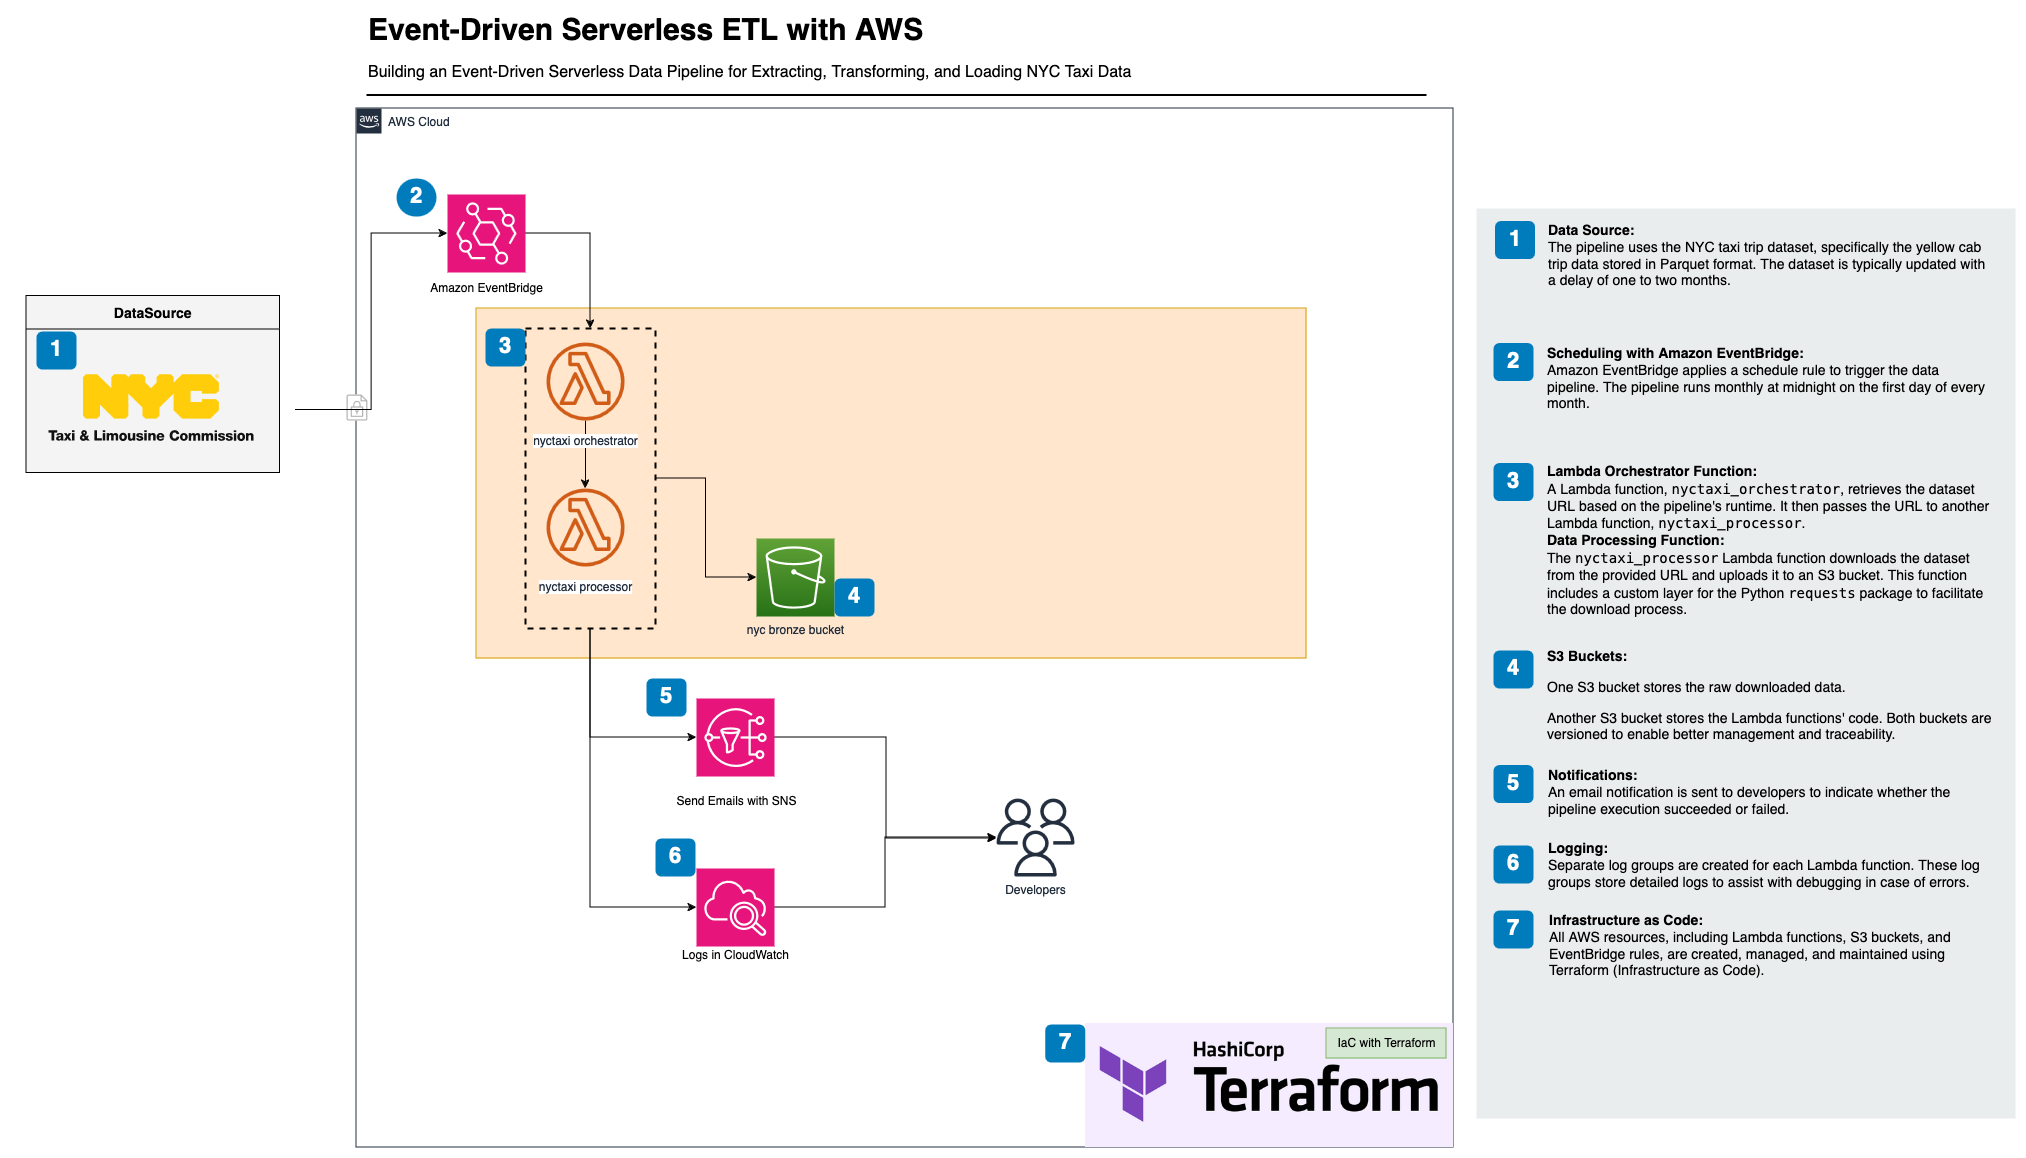 Event-Driven Serverless ETL with AWS
Building an Event-Driven Serverless Data Pipeline for Extracting, Transforming, and Loading NYC Taxi Data
aws
AWS Cloud
2
Amazon EventBridge
DataSource
1
NYC
Taxi & Limousine Commission
3
nyctaxi orchestrator
nyctaxi processor
4
nyc bronze bucket
5
Send Emails with SNS
6
Logs in CloudWatch
Developers
7
HashiCorp
Terraform
IaC with Terraform
1
Data Source:
The pipeline uses the NYC taxi trip dataset, specifically the yellow cab
trip data stored in Parquet format. The dataset is typically updated with
a delay of one to two months.
2
Scheduling with Amazon EventBridge:
Amazon EventBridge applies a schedule rule to trigger the data
pipeline. The pipeline runs monthly at midnight on the first day of every
month.
3
Lambda Orchestrator Function:
A Lambda function, nyctaxi_orchestrator, retrieves the dataset
URL based on the pipeline's runtime. It then passes the URL to another
Lambda function, nyctaxi_processor.
Data Processing Function:
The nyctaxi_processor Lambda function downloads the dataset
from the provided URL and uploads it to an S3 bucket. This function
includes a custom layer for the Python requests package to facilitate
the download process.
4
S3 Buckets:
One S3 bucket stores the raw downloaded data.
Another S3 bucket stores the Lambda functions' code. Both buckets are
versioned to enable better management and traceability.
5
Notifications:
An email notification is sent to developers to indicate whether the
pipeline execution succeeded or failed.
6
Logging:
Separate log groups are created for each Lambda function. These log
groups store detailed logs to assist with debugging in case of errors.
7
Infrastructure as Code:
All AWS resources, including Lambda functions, S3 buckets, and
EventBridge rules, are created, managed, and maintained using
Terraform (Infrastructure as Code).